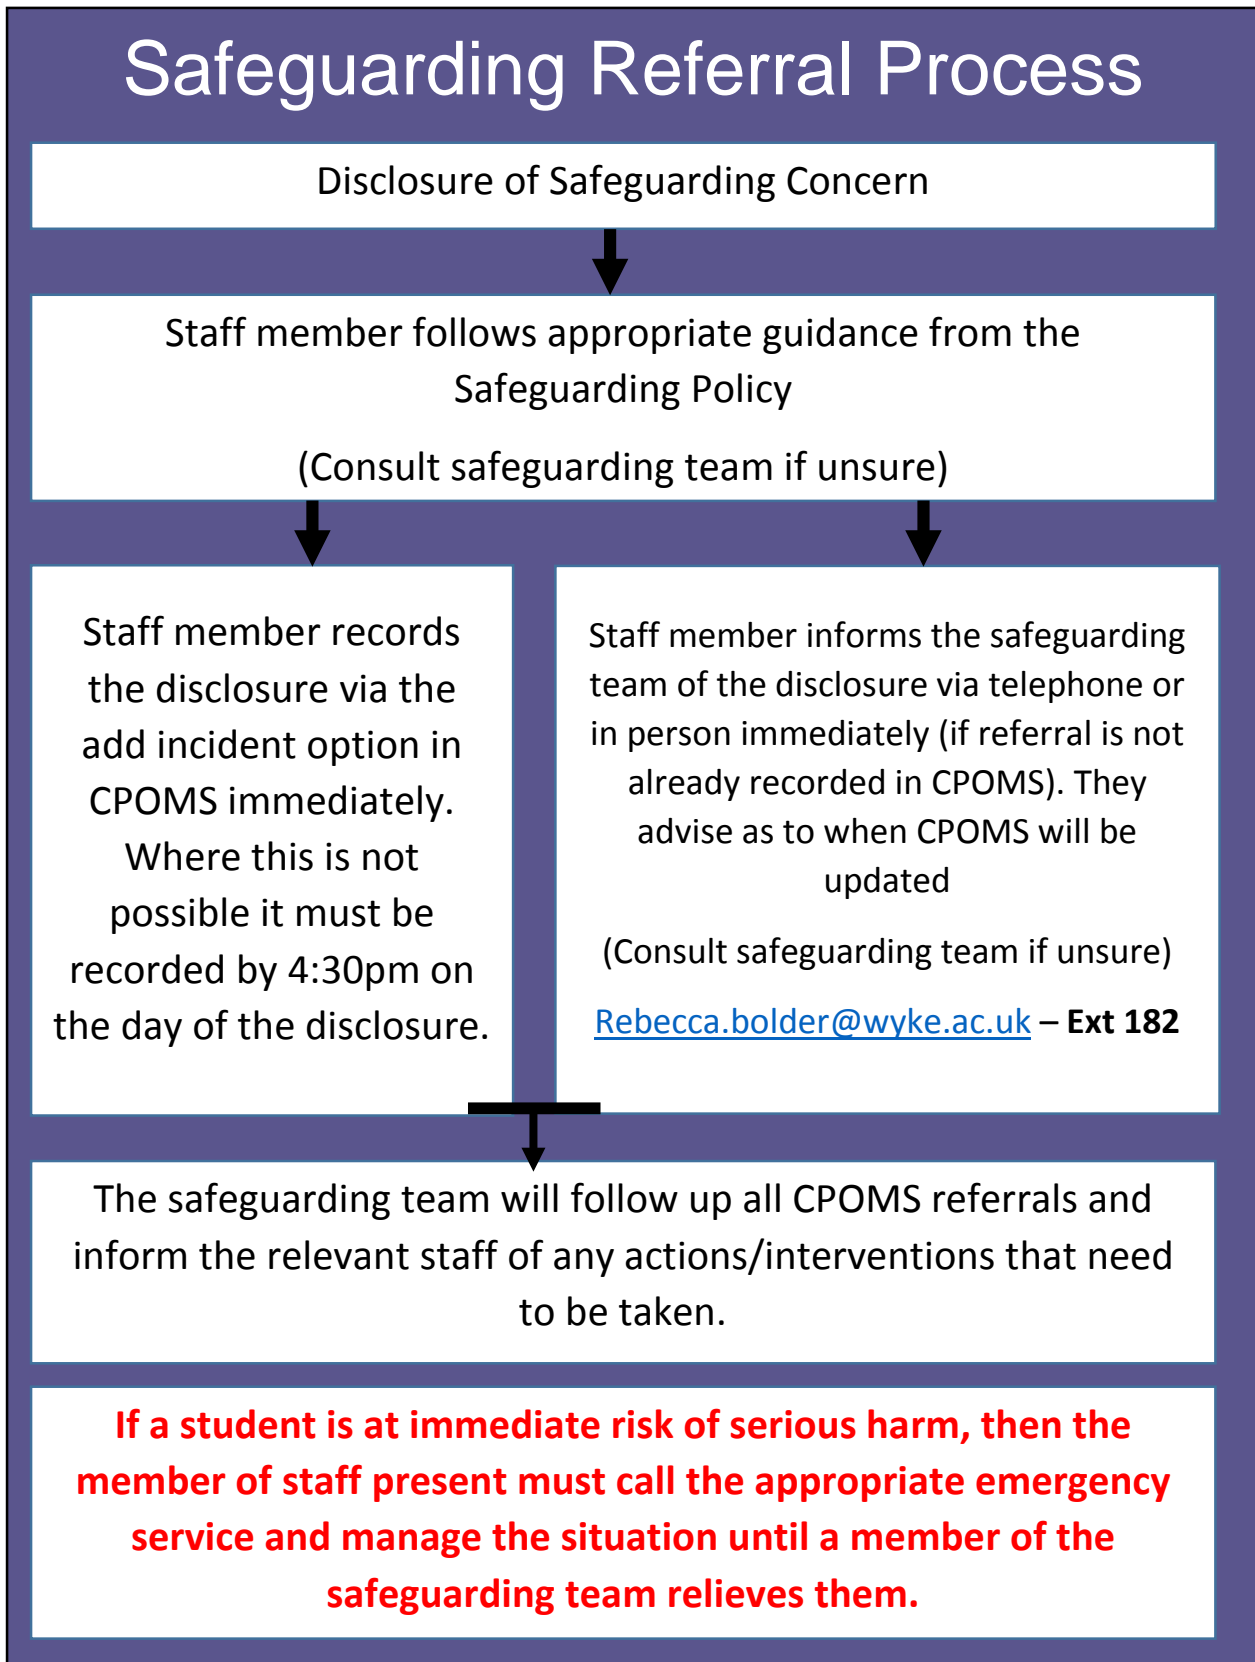 Safeguarding Referral Process
Disclosure of Safeguarding Concern
Staff member follows appropriate guidance from the
Safeguarding Policy
(Consult safeguarding team if unsure)
Staff member records
the disclosure via the
add incident option in
CPOMS immediately.
Where this is not
possible it must be
recorded by 4:30pm on
the day of the disclosure.
Staff member informs the safeguarding
team of the disclosure via telephone or
in person immediately (if referral is not
already recorded in CPOMS). They
advise as to when CPOMS will be
updated
(Consult safeguarding team if unsure)
Rebecca.bolder@wyke.ac.uk – Ext 182
The safeguarding team will follow up all CPOMS referrals and
inform the relevant staff of any actions/interventions that need
to be taken.
If a student is at immediate risk of serious harm, then the
member of staff present must call the appropriate emergency
service and manage the situation until a member of the
safeguarding team relieves them.